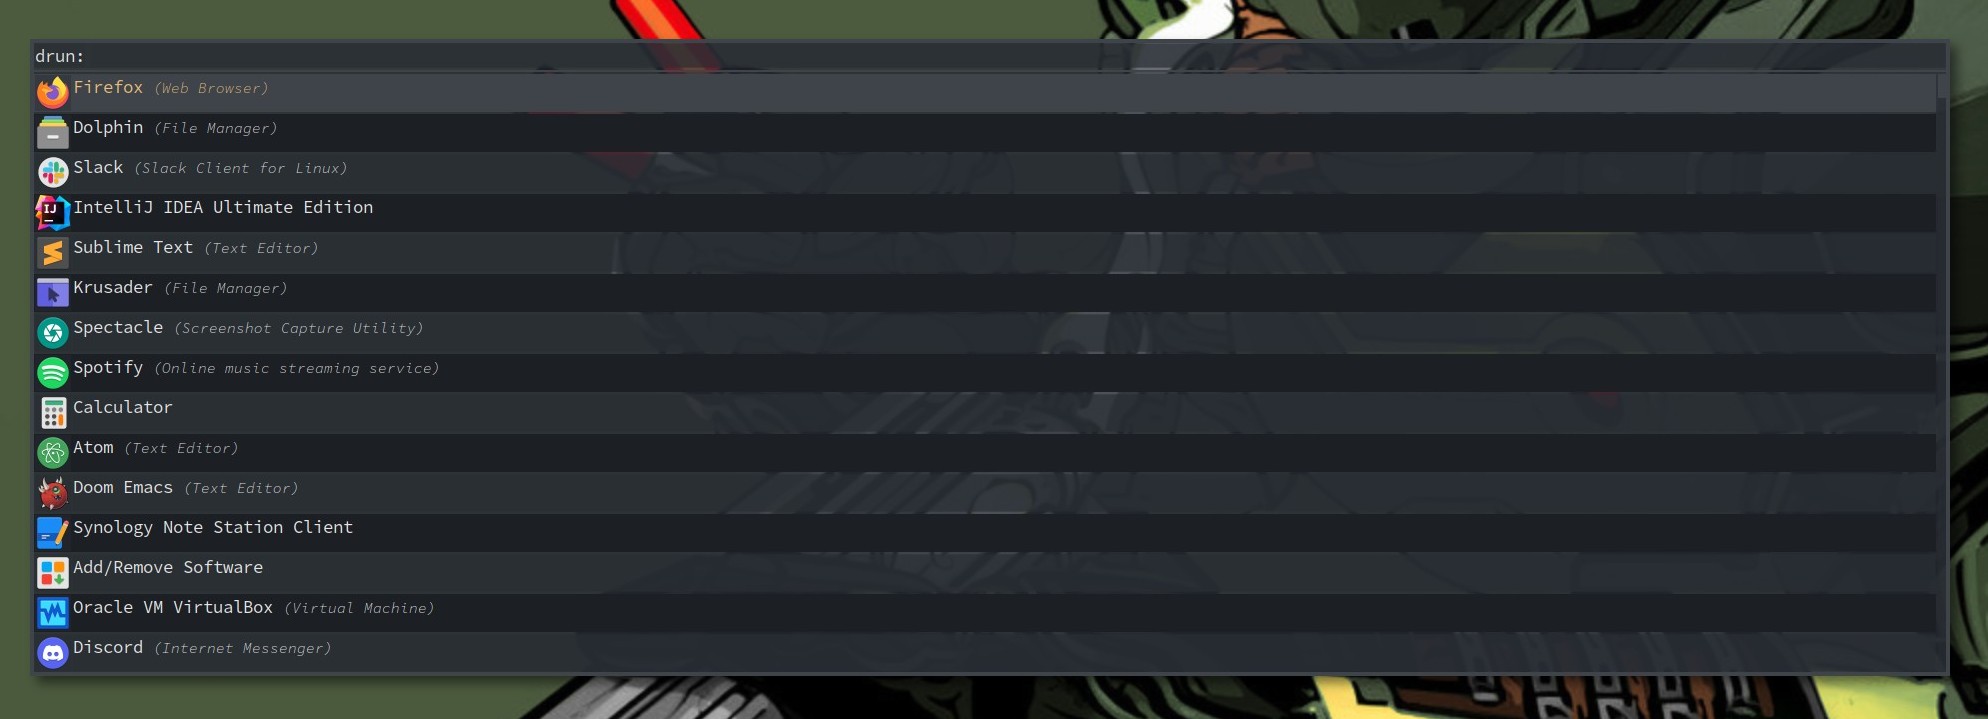 drun:
Firefox (Web Browser)
Dolphin (File Manager)
Slack (Slack Client for Linux)
IntelliJ IDEA Ultimate Edition
Sublime Text (Text Editor)
Krusader (File Manager)
Spectacle (Screenshot Capture Utility)
Spotify (Online music streaming service)
Calculator
Atom (Text Editor)
Doom Emacs (Text Editor)
Synology Note Station Client
Add/Remove Software
Oracle VM VirtualBox (Virtual Machine)
Discord (Internet Messenger)